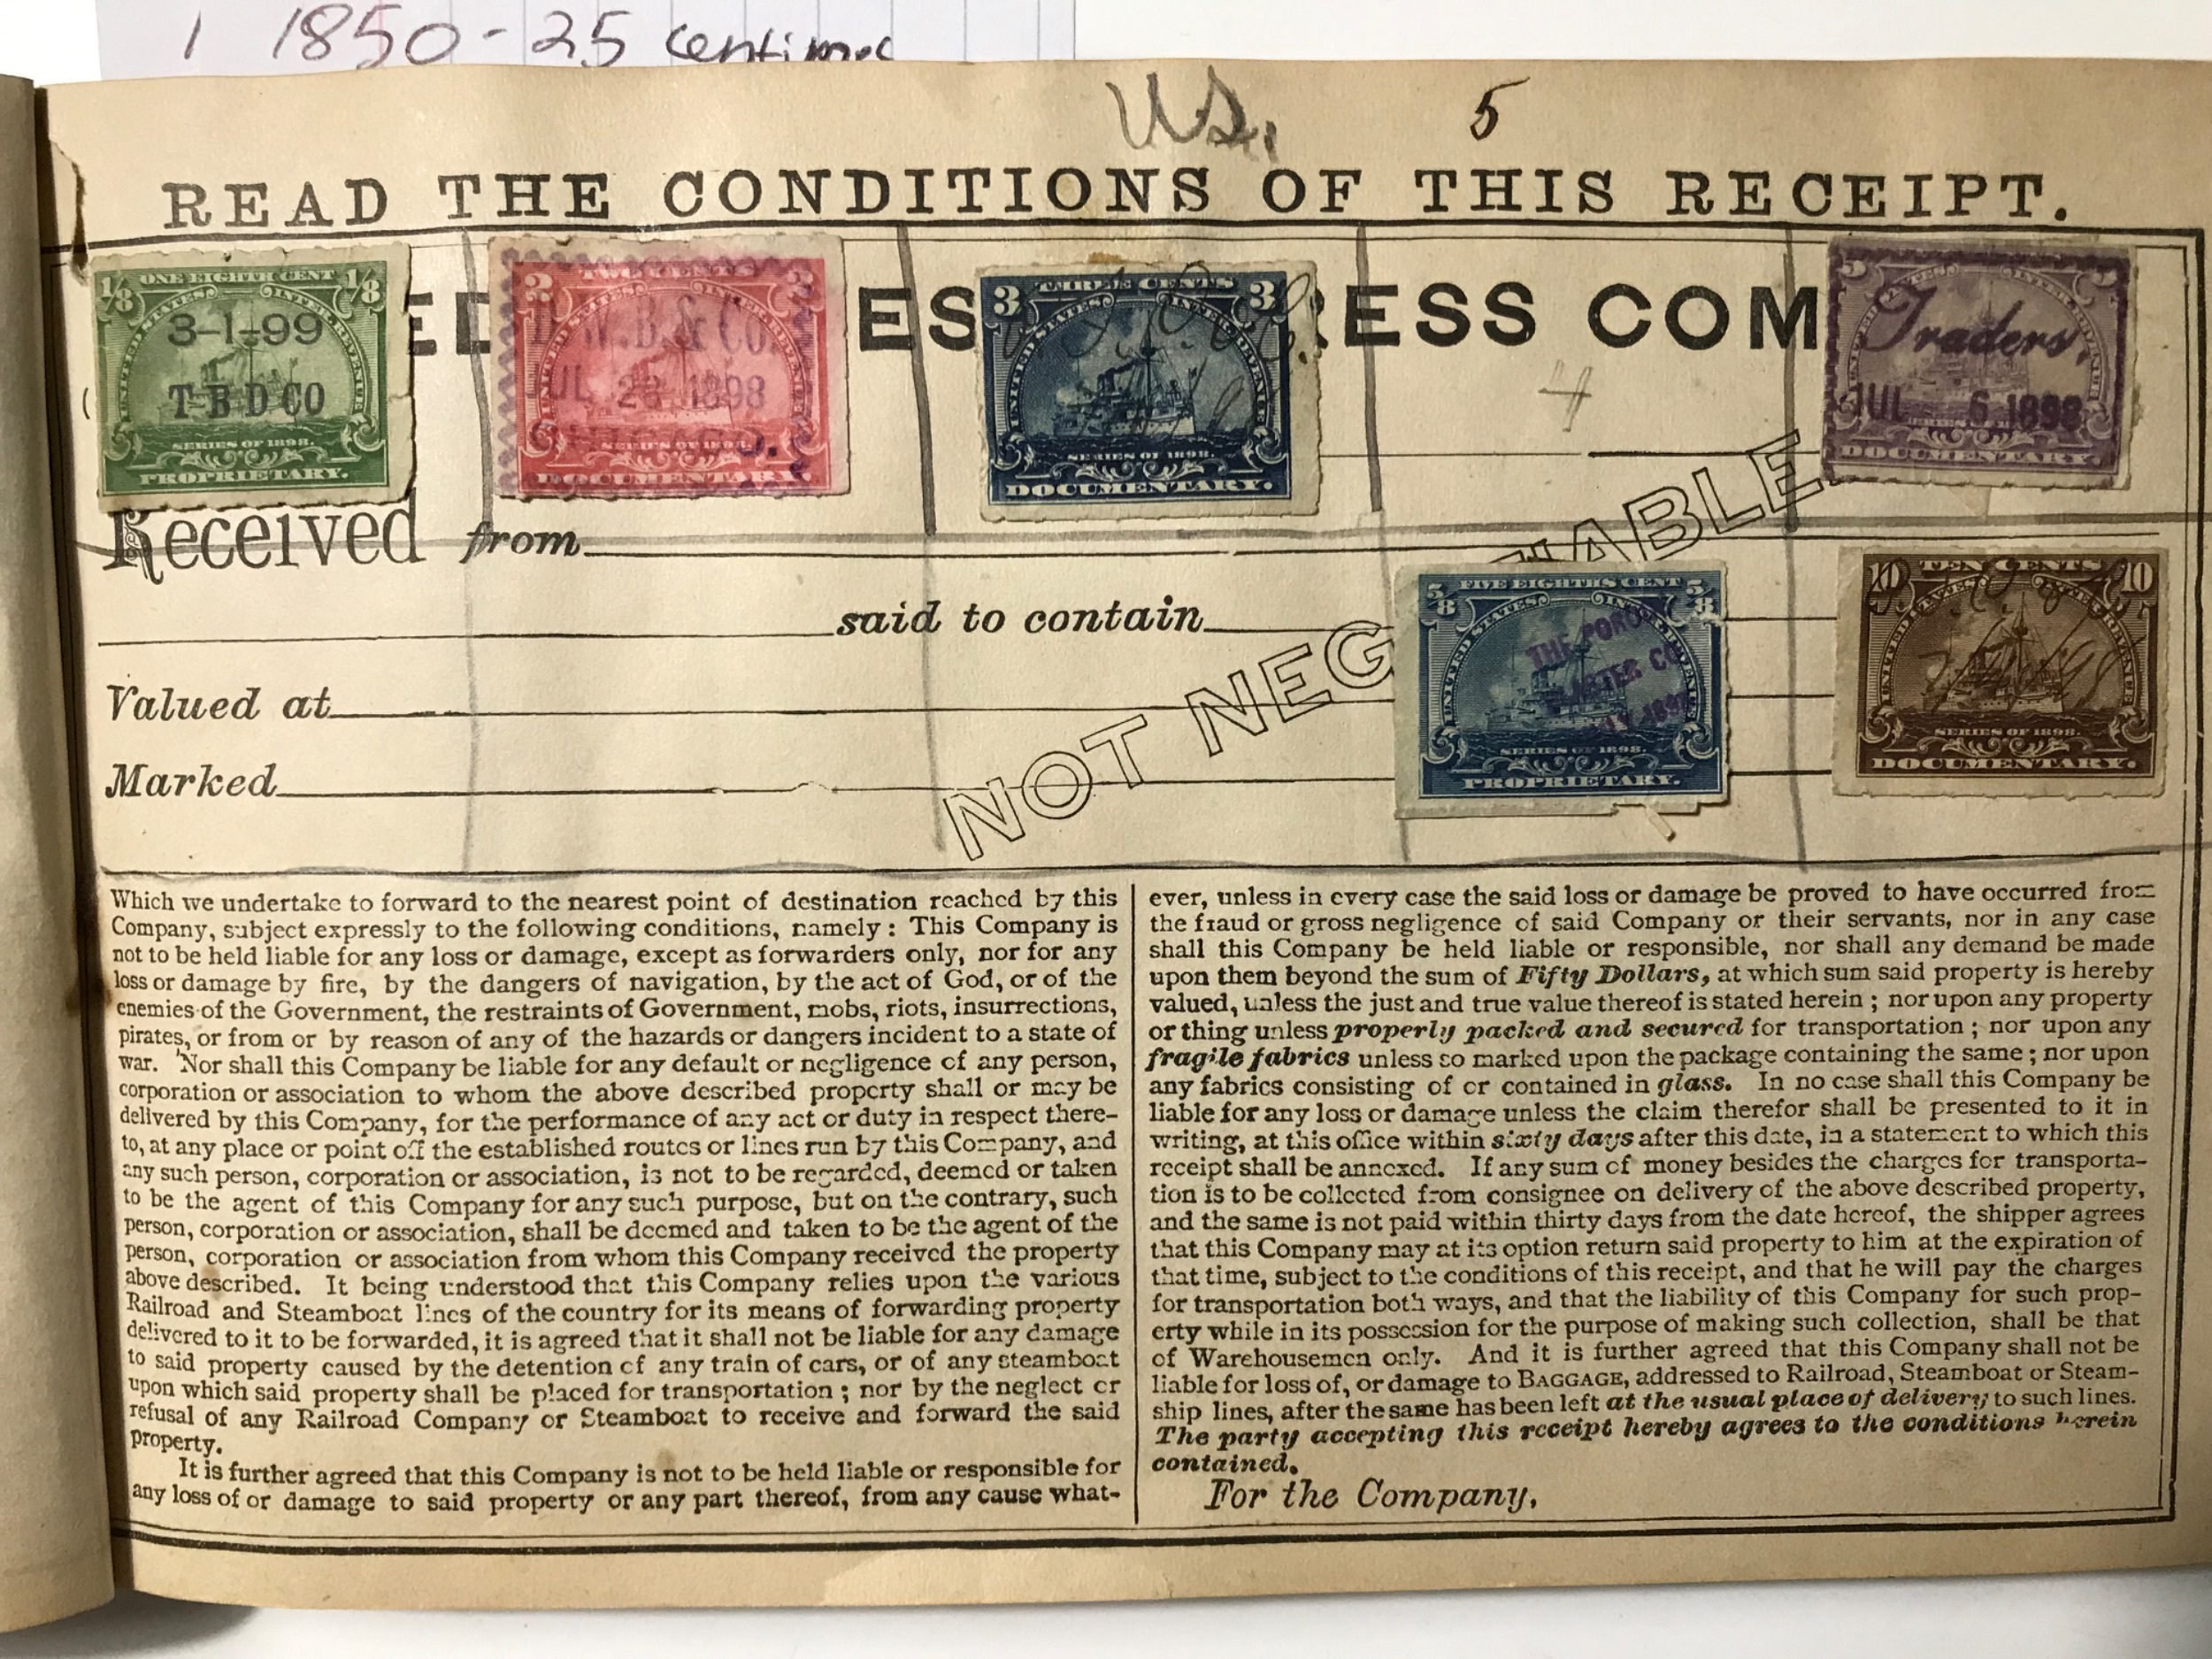 1 1850-25 centimes
U.S. 5
READ THE CONDITIONS OF THIS RECEIPT.
ONE EIGHTH CENT
1/8 1/8
UNITED STATES INTER. REVENUE
3-1-99
T-B D CO
SERIES OF 1898.
PROPRIETARY.
TWO CENTS
2 2
W.B. & Co.
JUL 28 1898
SERIES OF 1898.
DOCUMENTARY.
ES
THREE CENTS
3 3
UNITED STATES INTER. REVENUE
SERIES OF 1898.
DOCUMENTARY.
RESS COM
5 5
Traders.
JUL 6 1898
DOCUMENTARY.
Received from
NOT NEG
IABLE
said to contain
FIVE EIGHTHS CENT
5/8 5/8
UNITED STATES INT. REVENUE
THE PORO
PLASTER CO
SERIES OF 1898.
PROPRIETARY.
TEN CENTS
10 10
UNITED STATES INTER. REVENUE
SERIES OF 1898.
DOCUMENTARY.
Valued at
Marked
Which we undertake to forward to the nearest point of destination reached by this
Company, subject expressly to the following conditions, namely: This Company is
not to be held liable for any loss or damage, except as forwarders only, nor for any
loss or damage by fire, by the dangers of navigation, by the act of God, or of the
enemies of the Government, the restraints of Government, mobs, riots, insurrections,
pirates, or from or by reason of any of the hazards or dangers incident to a state of
war. Nor shall this Company be liable for any default or negligence of any person,
corporation or association to whom the above described property shall or may be
delivered by this Company, for the performance of any act or duty in respect there-
to, at any place or point off the established routes or lines run by this Company, and
any such person, corporation or association, is not to be regarded, deemed or taken
to be the agent of this Company for any such purpose, but on the contrary, such
person, corporation or association, shall be deemed and taken to be the agent of the
person, corporation or association from whom this Company received the property
above described. It being understood that this Company relies upon the various
Railroad and Steamboat lines of the country for its means of forwarding property
delivered to it to be forwarded, it is agreed that it shall not be liable for any damage
to said property caused by the detention of any train of cars, or of any steamboat
upon which said property shall be placed for transportation; nor by the neglect or
refusal of any Railroad Company or Steamboat to receive and forward the said
property.
It is further agreed that this Company is not to be held liable or responsible for
any loss of or damage to said property or any part thereof, from any cause what-
ever, unless in every case the said loss or damage be proved to have occurred from
the fraud or gross negligence of said Company or their servants, nor in any case
shall this Company be held liable or responsible, nor shall any demand be made
upon them beyond the sum of Fifty Dollars, at which sum said property is hereby
valued, unless the just and true value thereof is stated herein; nor upon any property
or thing unless properly packed and secured for transportation; nor upon any
fragile fabrics unless so marked upon the package containing the same; nor upon
any fabrics consisting of or contained in glass. In no case shall this Company be
liable for any loss or damage unless the claim therefor shall be presented to it in
writing, at this office within sixty days after this date, in a statement to which this
receipt shall be annexed. If any sum of money besides the charges for transporta-
tion is to be collected from consignee on delivery of the above described property,
and the same is not paid within thirty days from the date hereof, the shipper agrees
that this Company may at its option return said property to him at the expiration of
that time, subject to the conditions of this receipt, and that he will pay the charges
for transportation both ways, and that the liability of this Company for such prop-
erty while in its possession for the purpose of making such collection, shall be that
of Warehousemen only. And it is further agreed that this Company shall not be
liable for loss of, or damage to BAGGAGE, addressed to Railroad, Steamboat or Steam-
ship lines, after the same has been left at the usual place of delivery to such lines.
The party accepting this receipt hereby agrees to the conditions herein
contained.
For the Company,